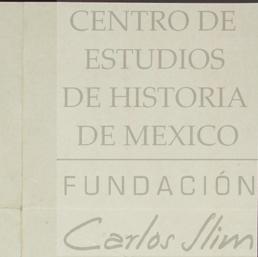 CENTRO DE
ESTUDIOS
DE HISTORIA
DE MEXICO
FUNDACIÓN
Carlos Slim